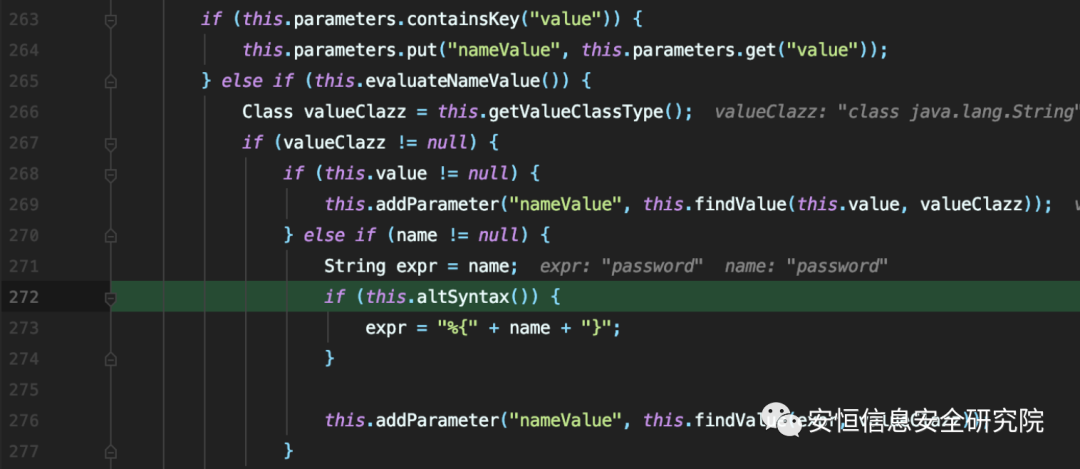 263 if (this.parameters.containsKey("value")) {
264 this.parameters.put("nameValue", this.parameters.get("value"));
265 } else if (this.evaluateNameValue()) {
266 Class valueClazz = this.getValueClassType(); valueClazz: "class java.lang.String"
267 if (valueClazz != null) {
268 if (this.value != null) {
269 this.addParameter("nameValue", this.findValue(this.value, valueClazz));
270 } else if (name != null) {
271 String expr = name; expr: "password" name: "password"
272 if (this.altSyntax()) {
273 expr = "%{" + name + "}";
274 }
275
276 this.addParameter("nameValue", this.findValue
安恒信息安全研究院
277 }